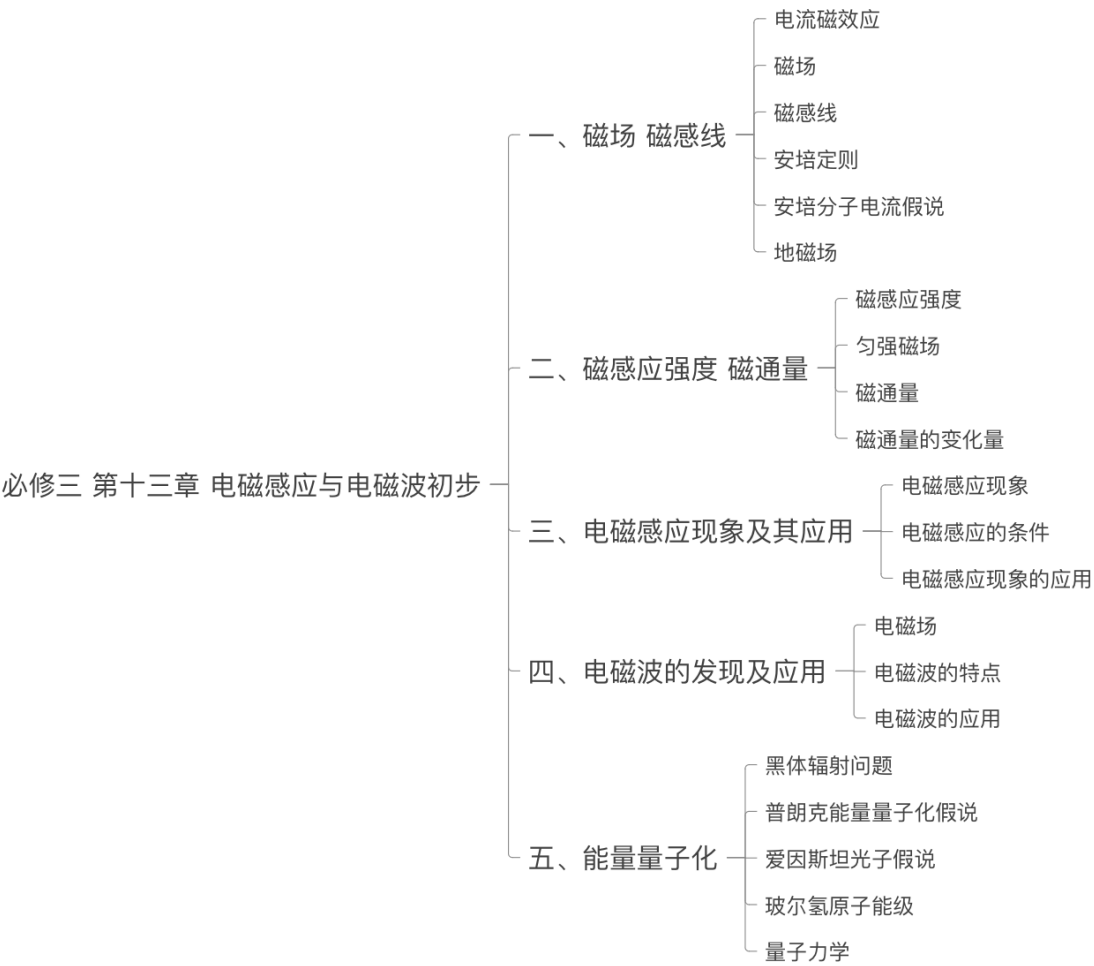 必修三 第十三章 电磁感应与电磁波初步
一、磁场 磁感线
电流磁效应
磁场
磁感线
安培定则
安培分子电流假说
地磁场
二、磁感应强度 磁通量
磁感应强度
匀强磁场
磁通量
磁通量的变化量
三、电磁感应现象及其应用
电磁感应现象
电磁感应的条件
电磁感应现象的应用
四、电磁波的发现及应用
电磁场
电磁波的特点
电磁波的应用
五、能量量子化
黑体辐射问题
普朗克能量量子化假说
爱因斯坦光子假说
玻尔氢原子能级
量子力学